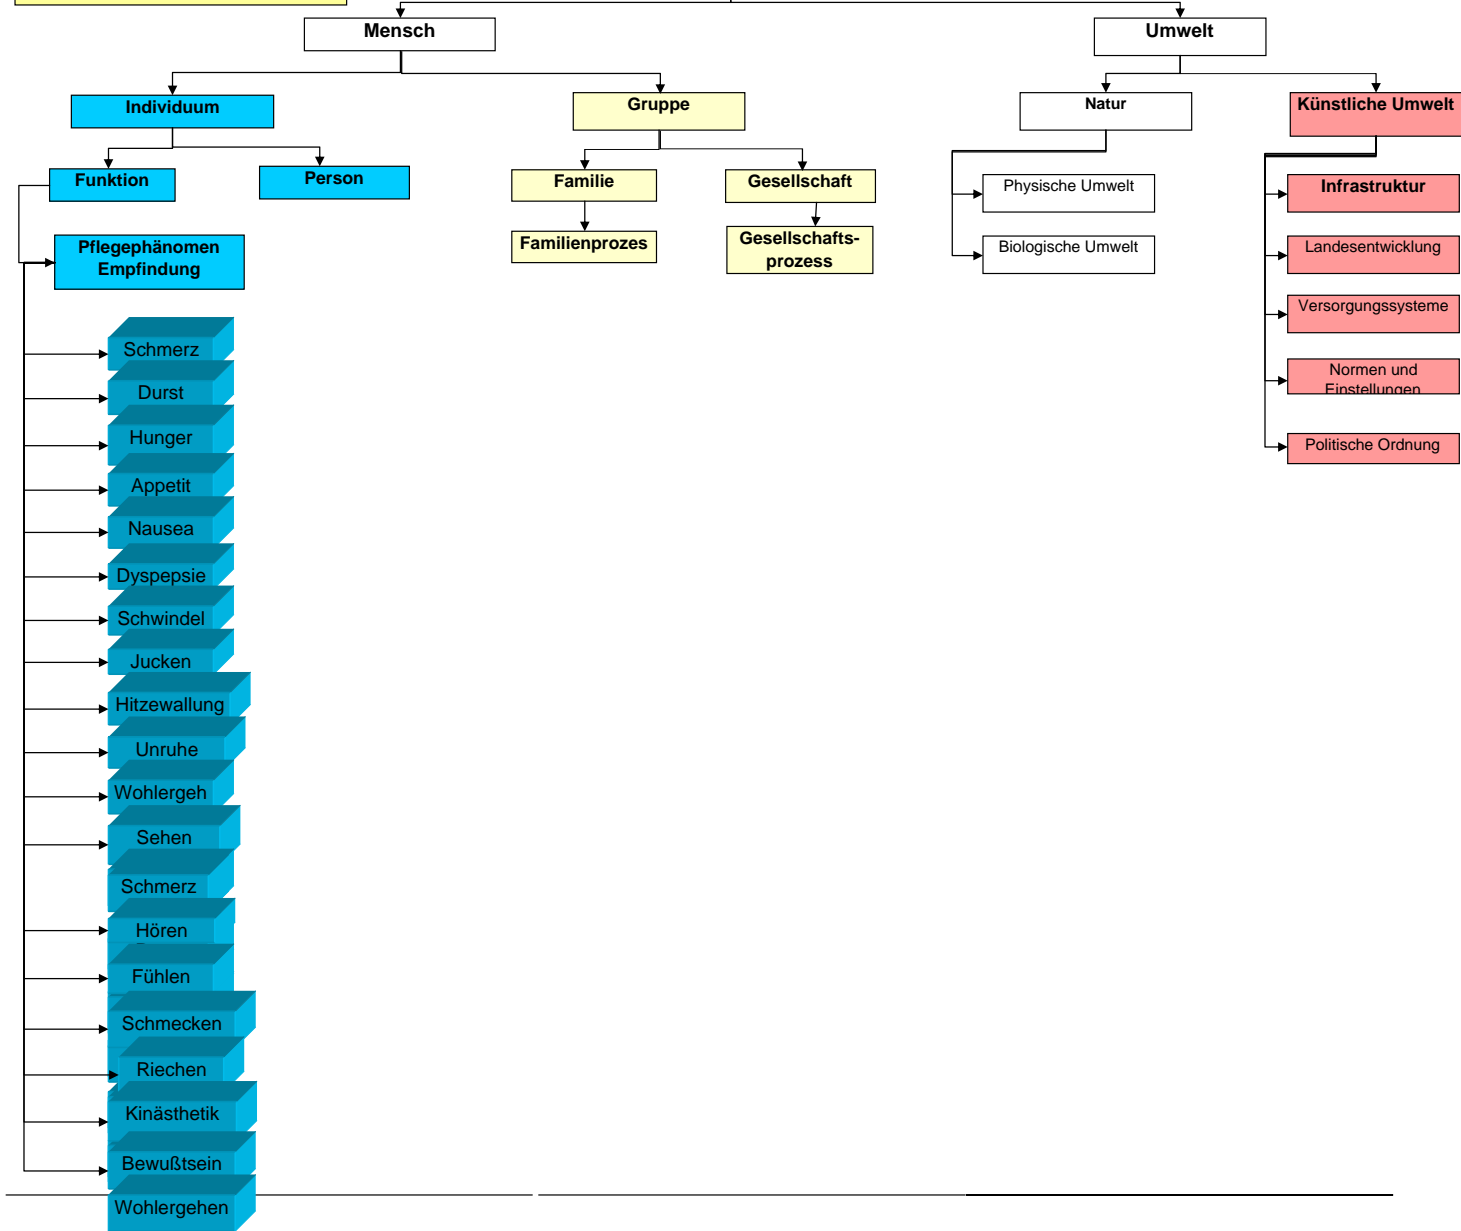 Mensch
Umwelt
Individuum
Gruppe
Natur
Künstliche Umwelt
Funktion
Person
Familie
Gesellschaft
Physische Umwelt
Infrastruktur
Pflegephänomen
Empfindung
Familienprozes
Gesellschafts-
prozess
Biologische Umwelt
Landesentwicklung
Versorgungssysteme
Normen und
Einstellungen
Politische Ordnung
Schmerz
Durst
Hunger
Appetit
Nausea
Dyspepsie
Schwindel
Jucken
Hitzewallung
Unruhe
Wohlergeh
Sehen
Schmerz
Hören
Fühlen
Schmecken
Riechen
Kinästhetik
Bewußtsein
Wohlergehen